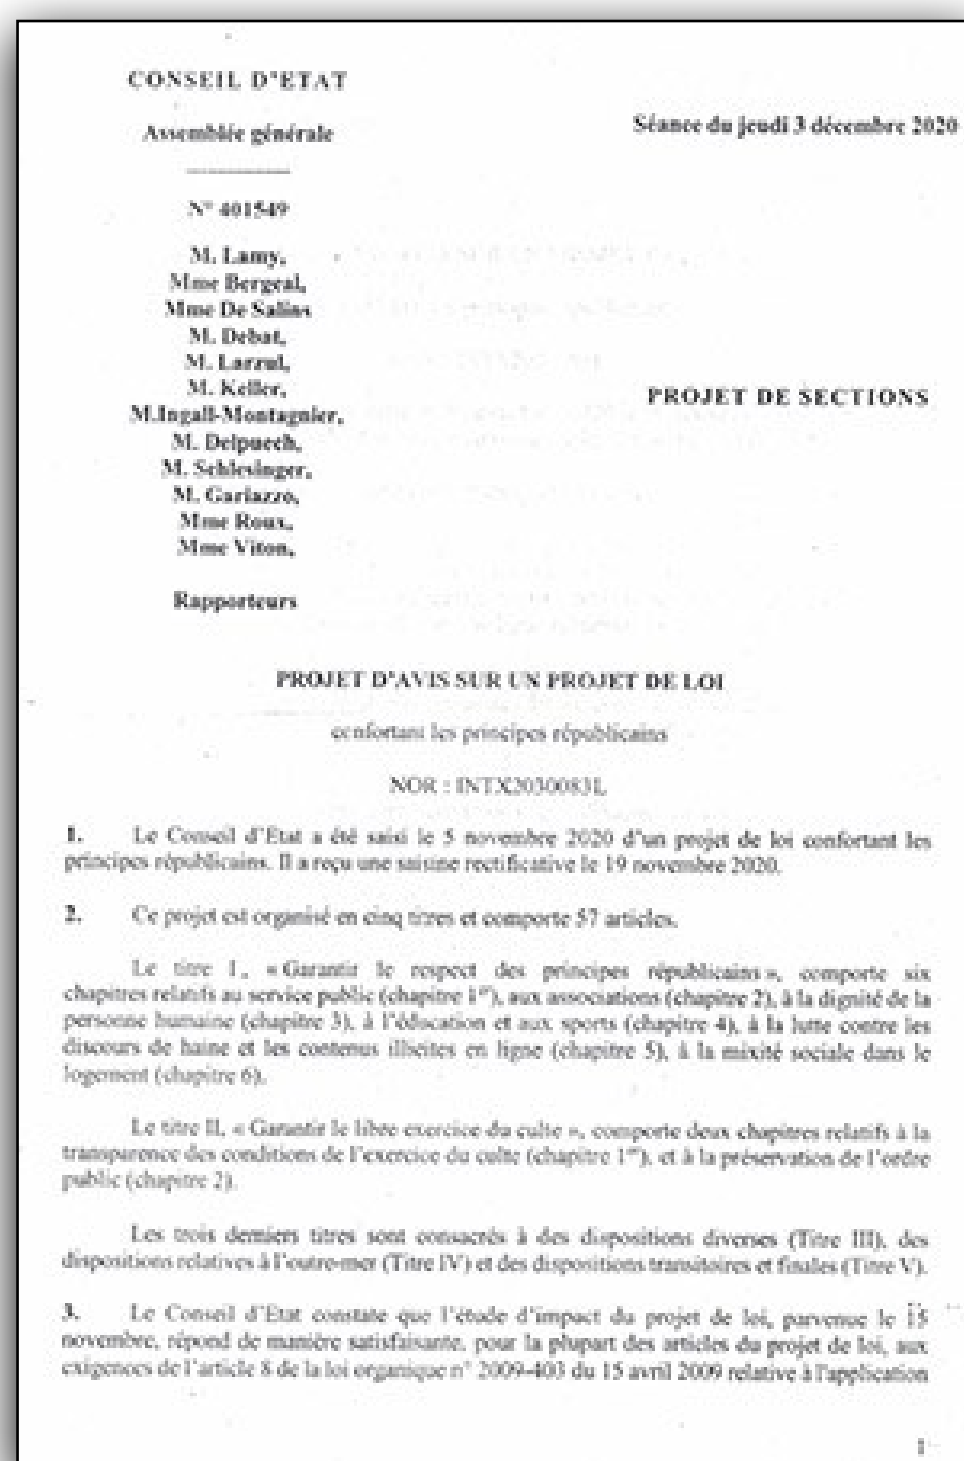 CONSEIL D'ETAT
Assemblée générale
Séance du jeudi 3 décembre 2020
N° 401549
M. Lamy,
Mme Bergeal,
Mme De Salins
M. Debat,
M. Larzul,
M. Keller,
M.Ingall-Montagnier,
M. Delpuech,
M. Schlesinger,
M. Gariazzo,
Mme Roux,
Mme Viton,
Rapporteurs
PROJET DE SECTIONS
PROJET D'AVIS SUR UN PROJET DE LOI
confortant les principes républicains
NOR : INTX2030083L
1. Le Conseil d'Etat a été saisi le 5 novembre 2020 d'un projet de loi confortant les
principes républicains. Il a reçu une saisine rectificative le 19 novembre 2020.
2. Ce projet est organisé en cinq titres et comporte 57 articles.
Le titre I, « Garantir le respect des principes républicains », comporte six
chapitres relatifs au service public (chapitre 1er), aux associations (chapitre 2), à la dignité de la
personne humaine (chapitre 3), à l'éducation et aux sports (chapitre 4), à la lutte contre les
discours de haine et les contenus illicites en ligne (chapitre 5), à la mixité sociale dans le
logement (chapitre 6).
Le titre II, « Garantir le libre exercice du culte », comporte deux chapitres relatifs à la
transparence des conditions de l'exercice du culte (chapitre 1er), et à la préservation de l'ordre
public (chapitre 2).
Les trois derniers titres sont consacrés à des dispositions diverses (Titre III), des
dispositions relatives à l'outre-mer (Titre IV) et des dispositions transitoires et finales (Titre V).
3. Le Conseil d'Etat constate que l'étude d'impact du projet de loi, parvenue le 15
novembre, répond de manière satisfaisante, pour la plupart des articles du projet de loi, aux
exigences de l'article 8 de la loi organique n° 2009-403 du 15 avril 2009 relative à l'application
1